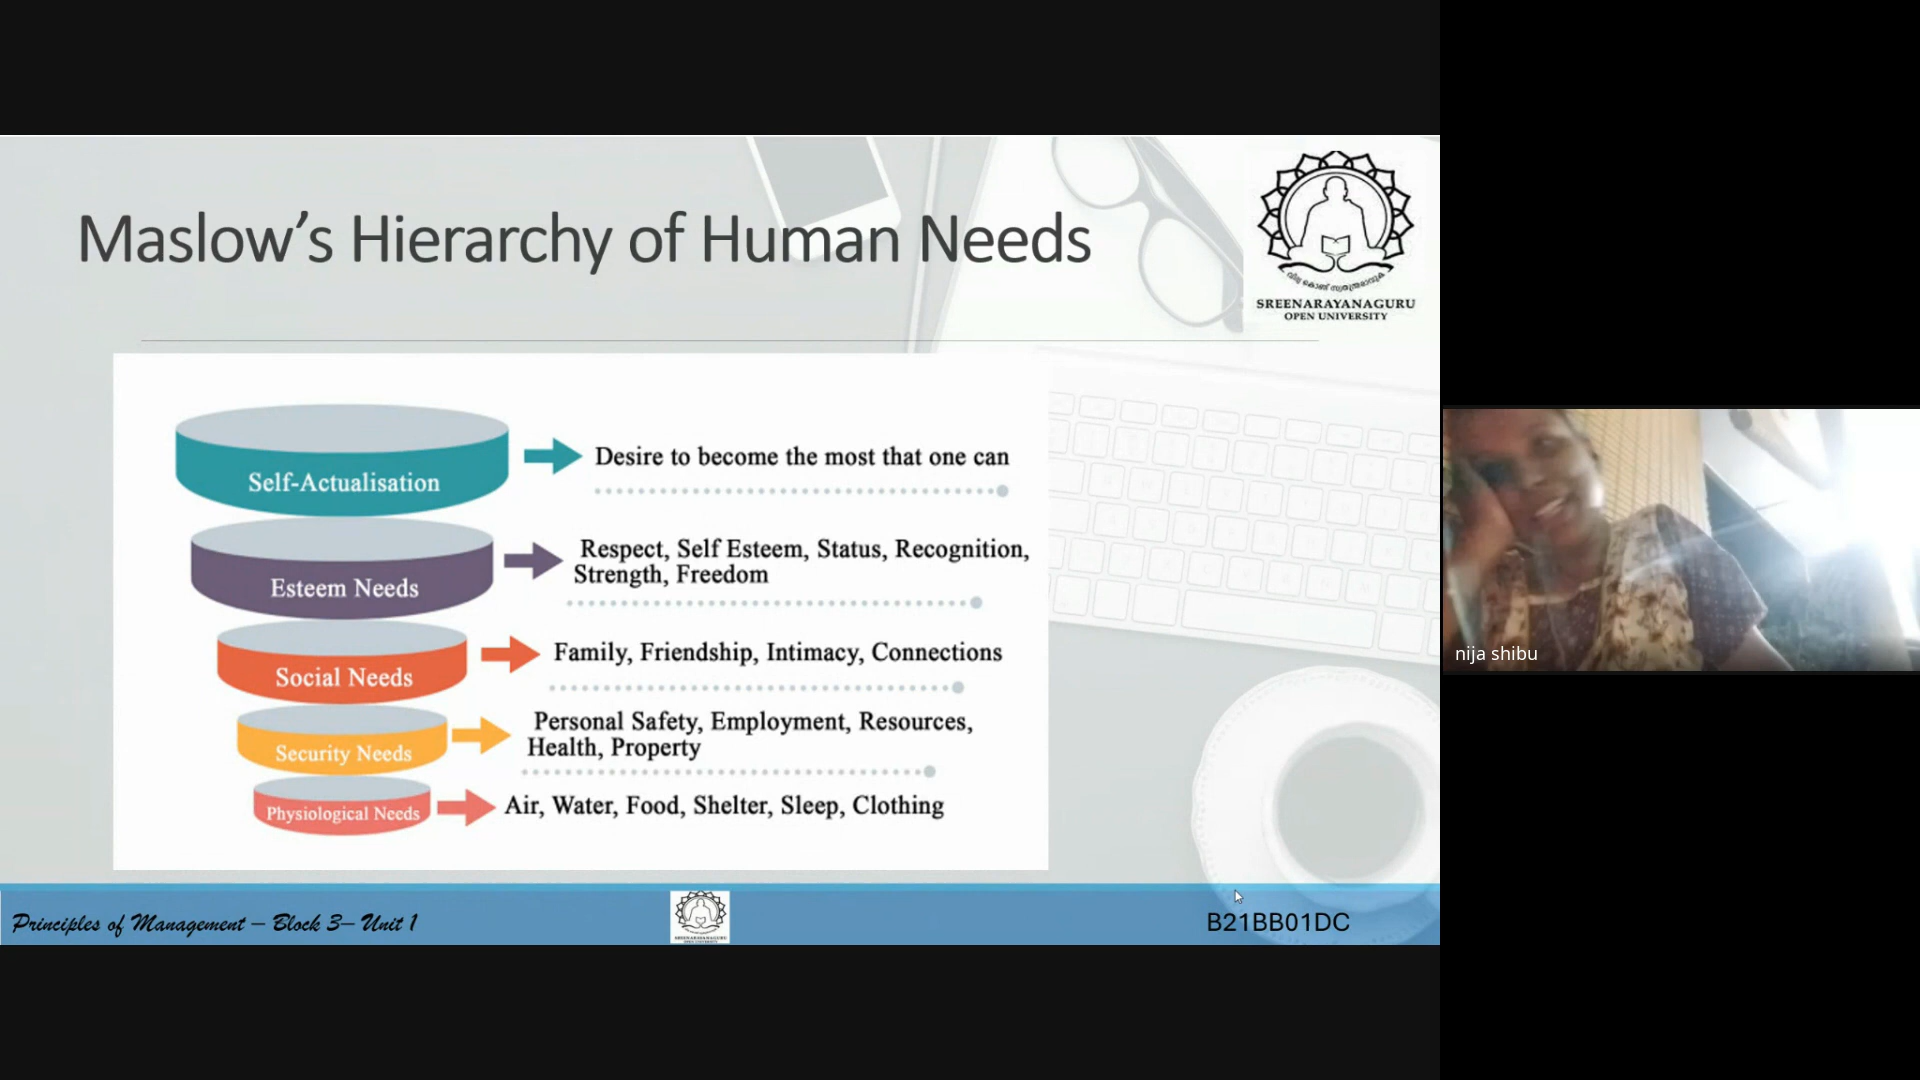 Maslow’s Hierarchy of Human Needs
SREENARAYANAGURU
OPEN UNIVERSITY
Self-Actualisation
Desire to become the most that one can
Esteem Needs
Respect, Self Esteem, Status, Recognition,
Strength, Freedom
Social Needs
Family, Friendship, Intimacy, Connections
Security Needs
Personal Safety, Employment, Resources,
Health, Property
Physiological Needs
Air, Water, Food, Shelter, Sleep, Clothing
nija shibu
Principles of Management – Block 3– Unit 1
B21BB01DC